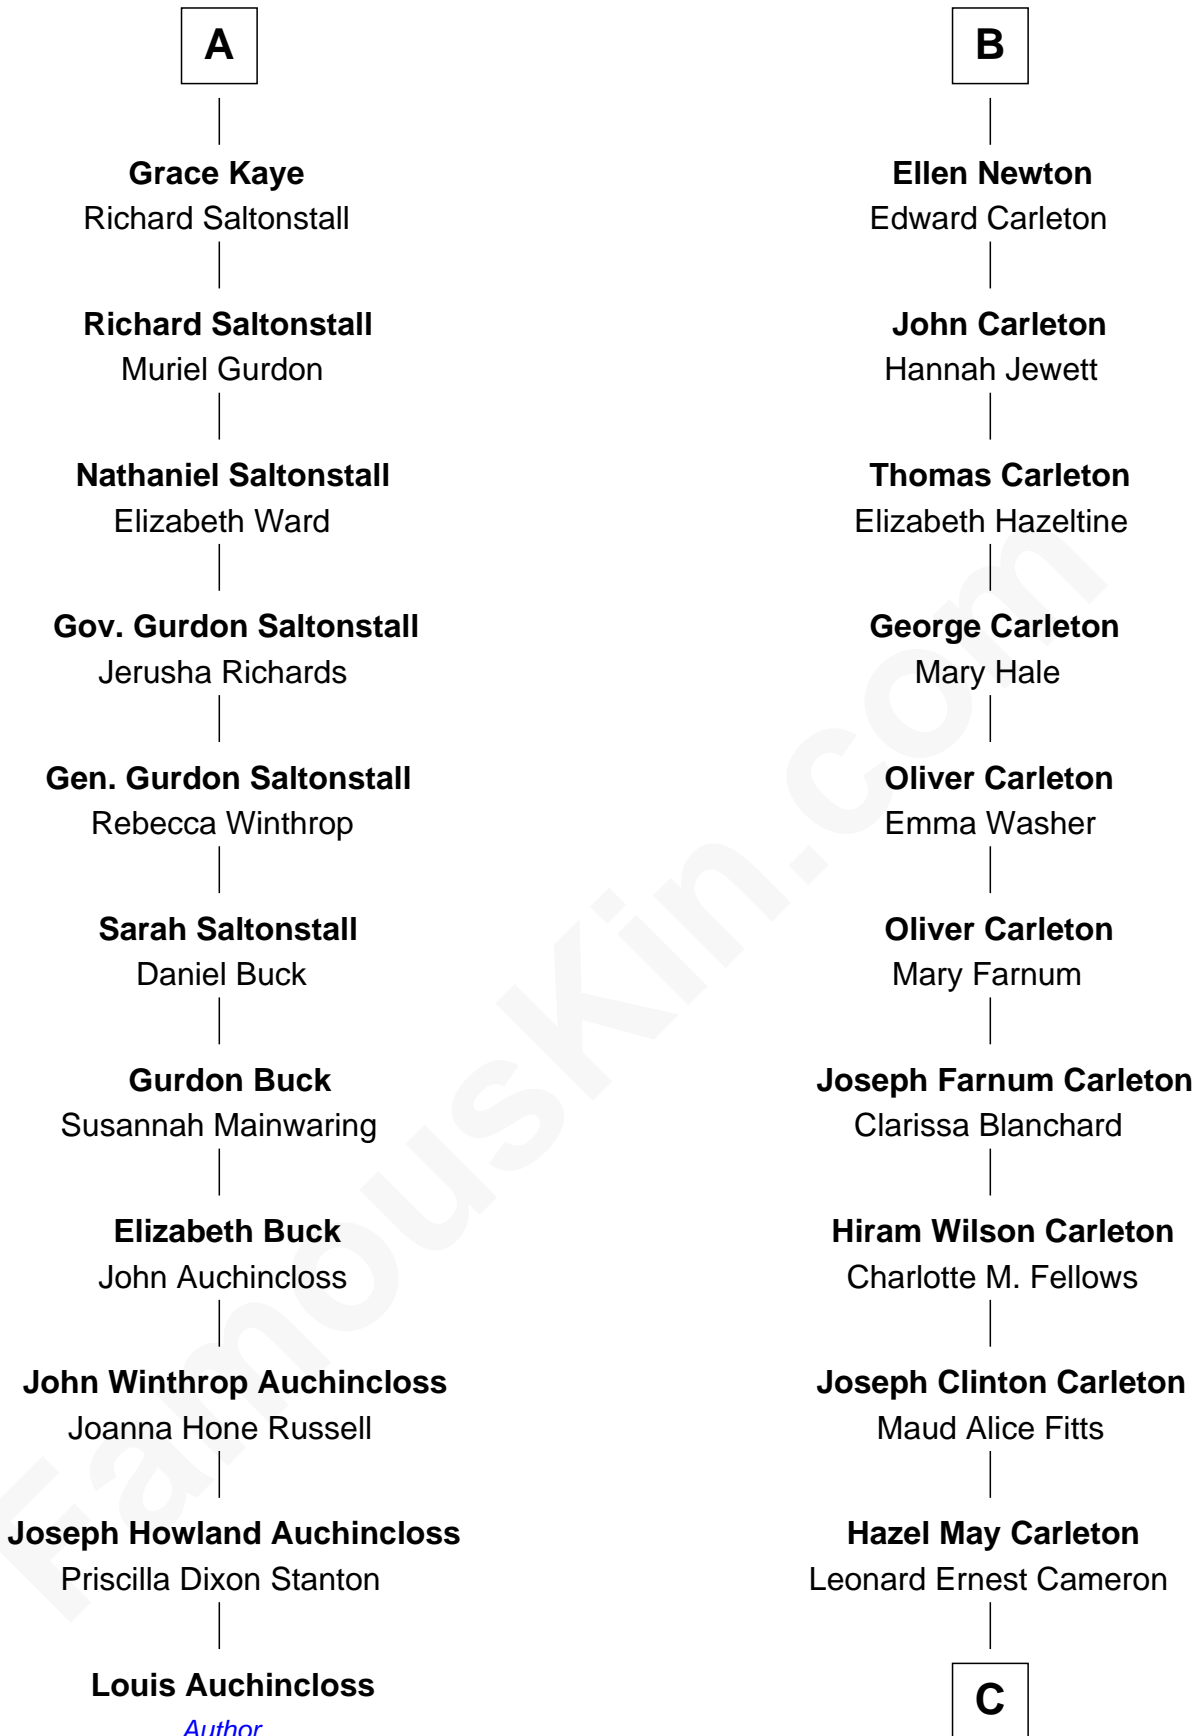 A
Grace Kaye
Richard Saltonstall
Richard Saltonstall
Muriel Gurdon
Nathaniel Saltonstall
Elizabeth Ward
Gov. Gurdon Saltonstall
Jerusha Richards
Gen. Gurdon Saltonstall
Rebecca Winthrop
Sarah Saltonstall
Daniel Buck
Gurdon Buck
Susannah Mainwaring
Elizabeth Buck
John Auchincloss
John Winthrop Auchincloss
Joanna Hone Russell
Joseph Howland Auchincloss
Priscilla Dixon Stanton
Louis Auchincloss
Author
B
Ellen Newton
Edward Carleton
John Carleton
Hannah Jewett
Thomas Carleton
Elizabeth Hazeltine
George Carleton
Mary Hale
Oliver Carleton
Emma Washer
Oliver Carleton
Mary Farnum
Joseph Farnum Carleton
Clarissa Blanchard
Hiram Wilson Carleton
Charlotte M. Fellows
Joseph Clinton Carleton
Maud Alice Fitts
Hazel May Carleton
Leonard Ernest Cameron
C
FamousKin.com